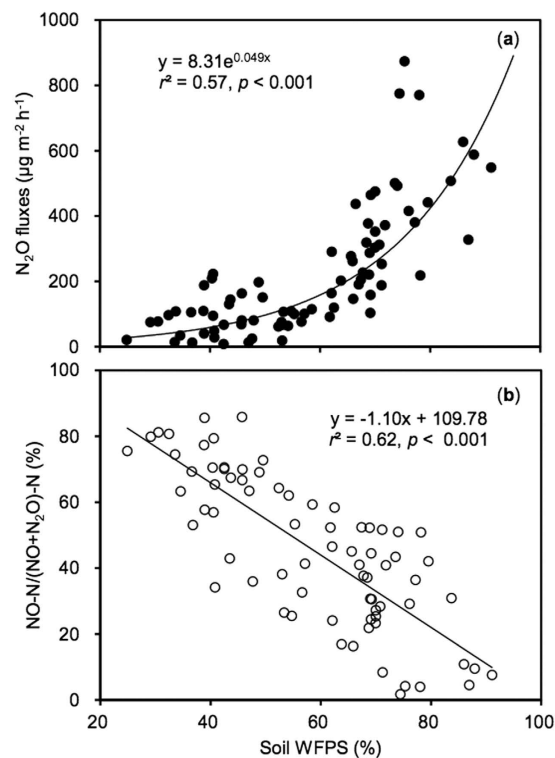 (a)
y = 8.31e^0.049x
r² = 0.57, p < 0.001
1000
800
600
400
200
0
N₂O fluxes (µg m⁻² h⁻¹)
(b)
y = -1.10x + 109.78
r² = 0.62, p < 0.001
100
80
60
40
20
0
NO-N/(NO+N₂O)-N (%)
20 40 60 80 100
Soil WFPS (%)